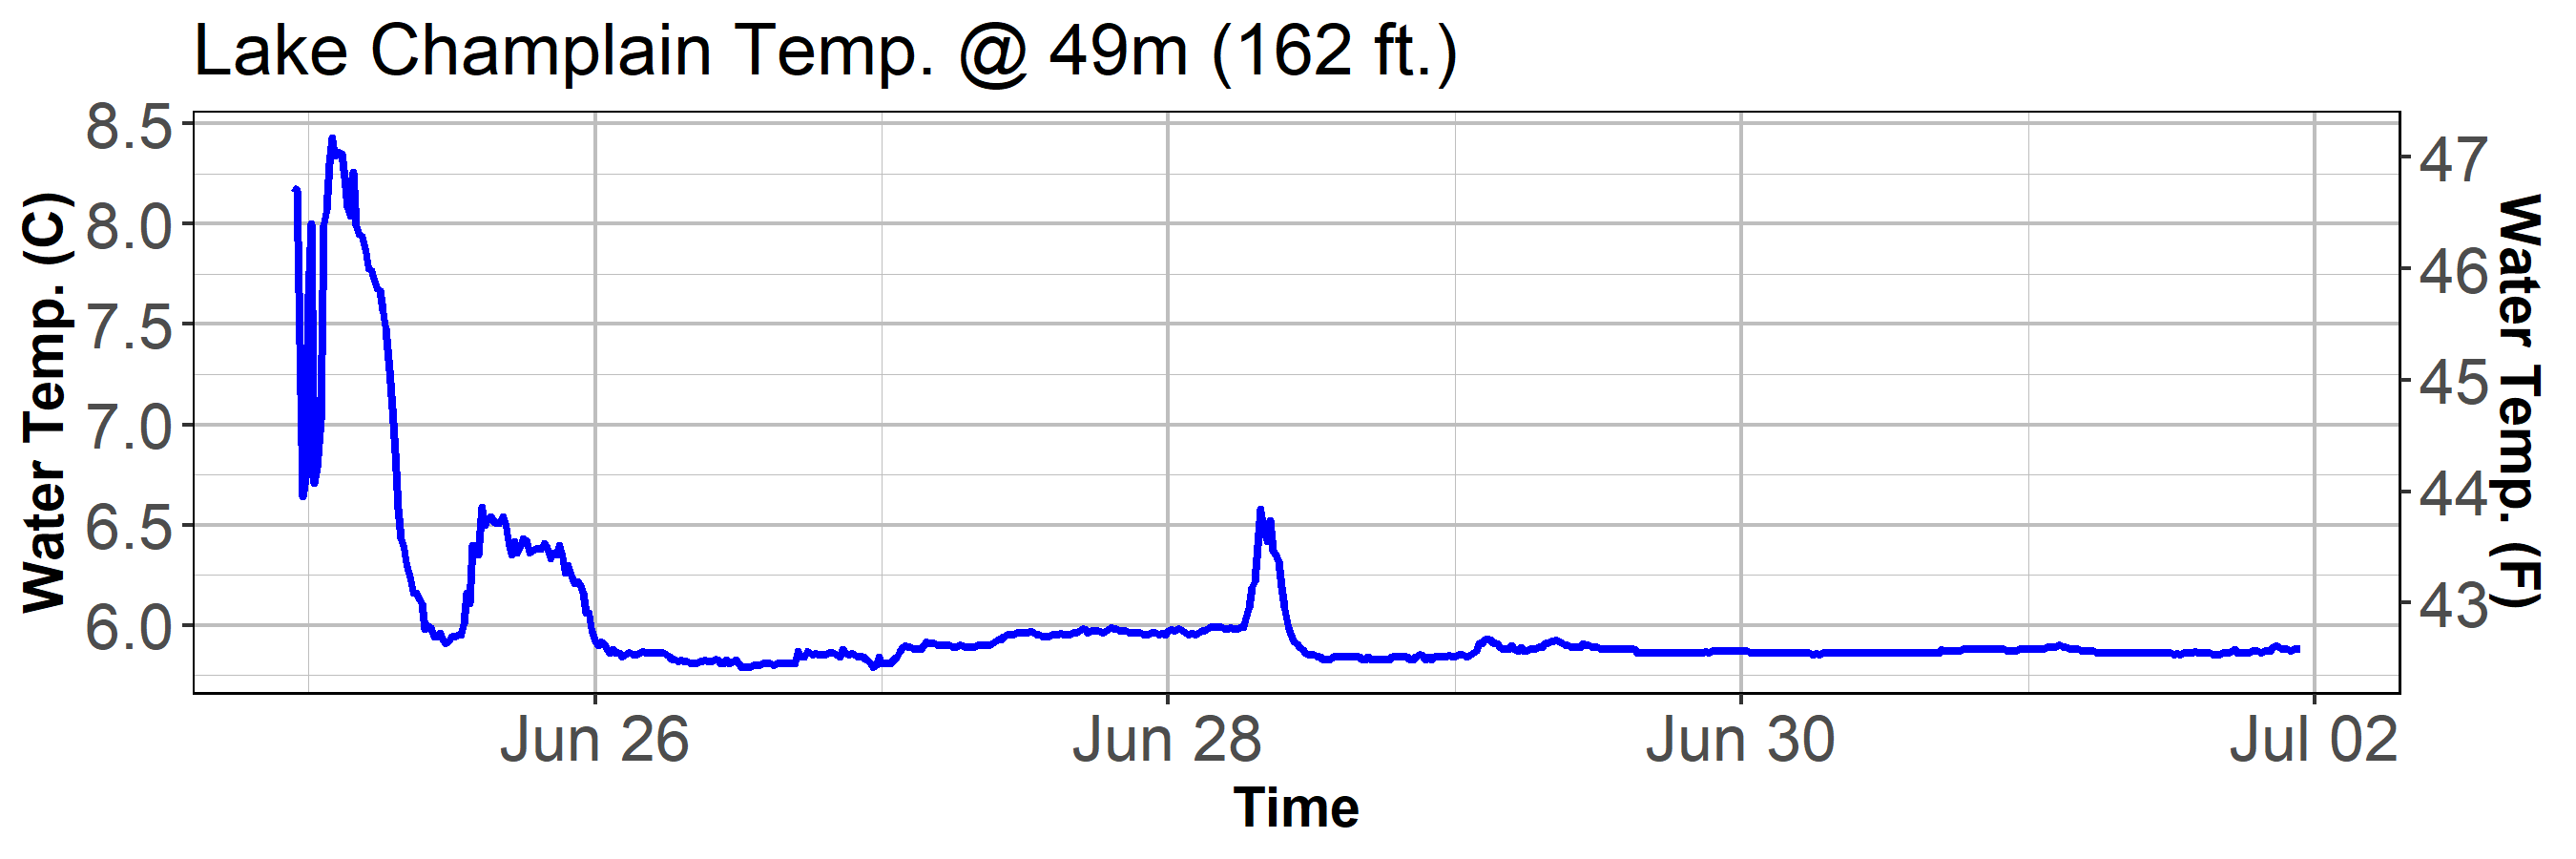 Lake Champlain Temp. @ 49m (162 ft.)
Water Temp. (C)
8.5
8.0
7.5
7.0
6.5
6.0
47
46
45
44
43
Water Temp. (F)
Jun 26
Jun 28
Jun 30
Jul 02
Time